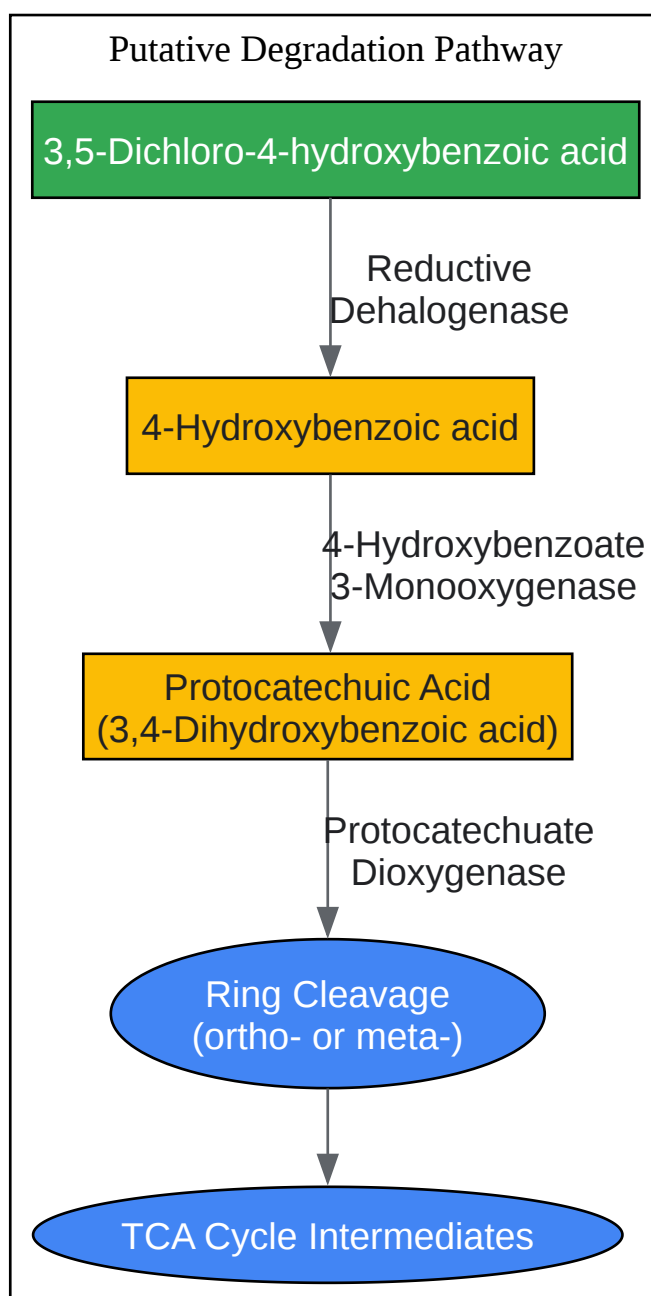 Putative Degradation Pathway
3,5-Dichloro-4-hydroxybenzoic acid
Reductive
Dehalogenase
4-Hydroxybenzoic acid
4-Hydroxybenzoate
3-Monooxygenase
Protocatechuic Acid
(3,4-Dihydroxybenzoic acid)
Protocatechuate
Dioxygenase
Ring Cleavage
(ortho- or meta-)
TCA Cycle Intermediates